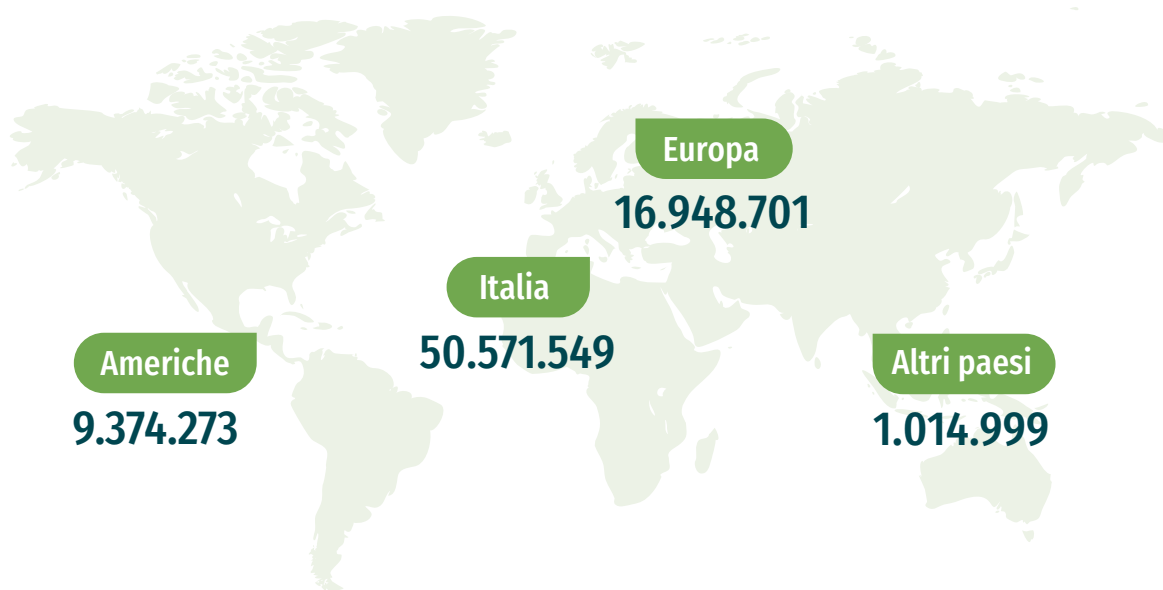 Europa
16.948.701
Italia
50.571.549
Americhe
9.374.273
Altri paesi
1.014.999